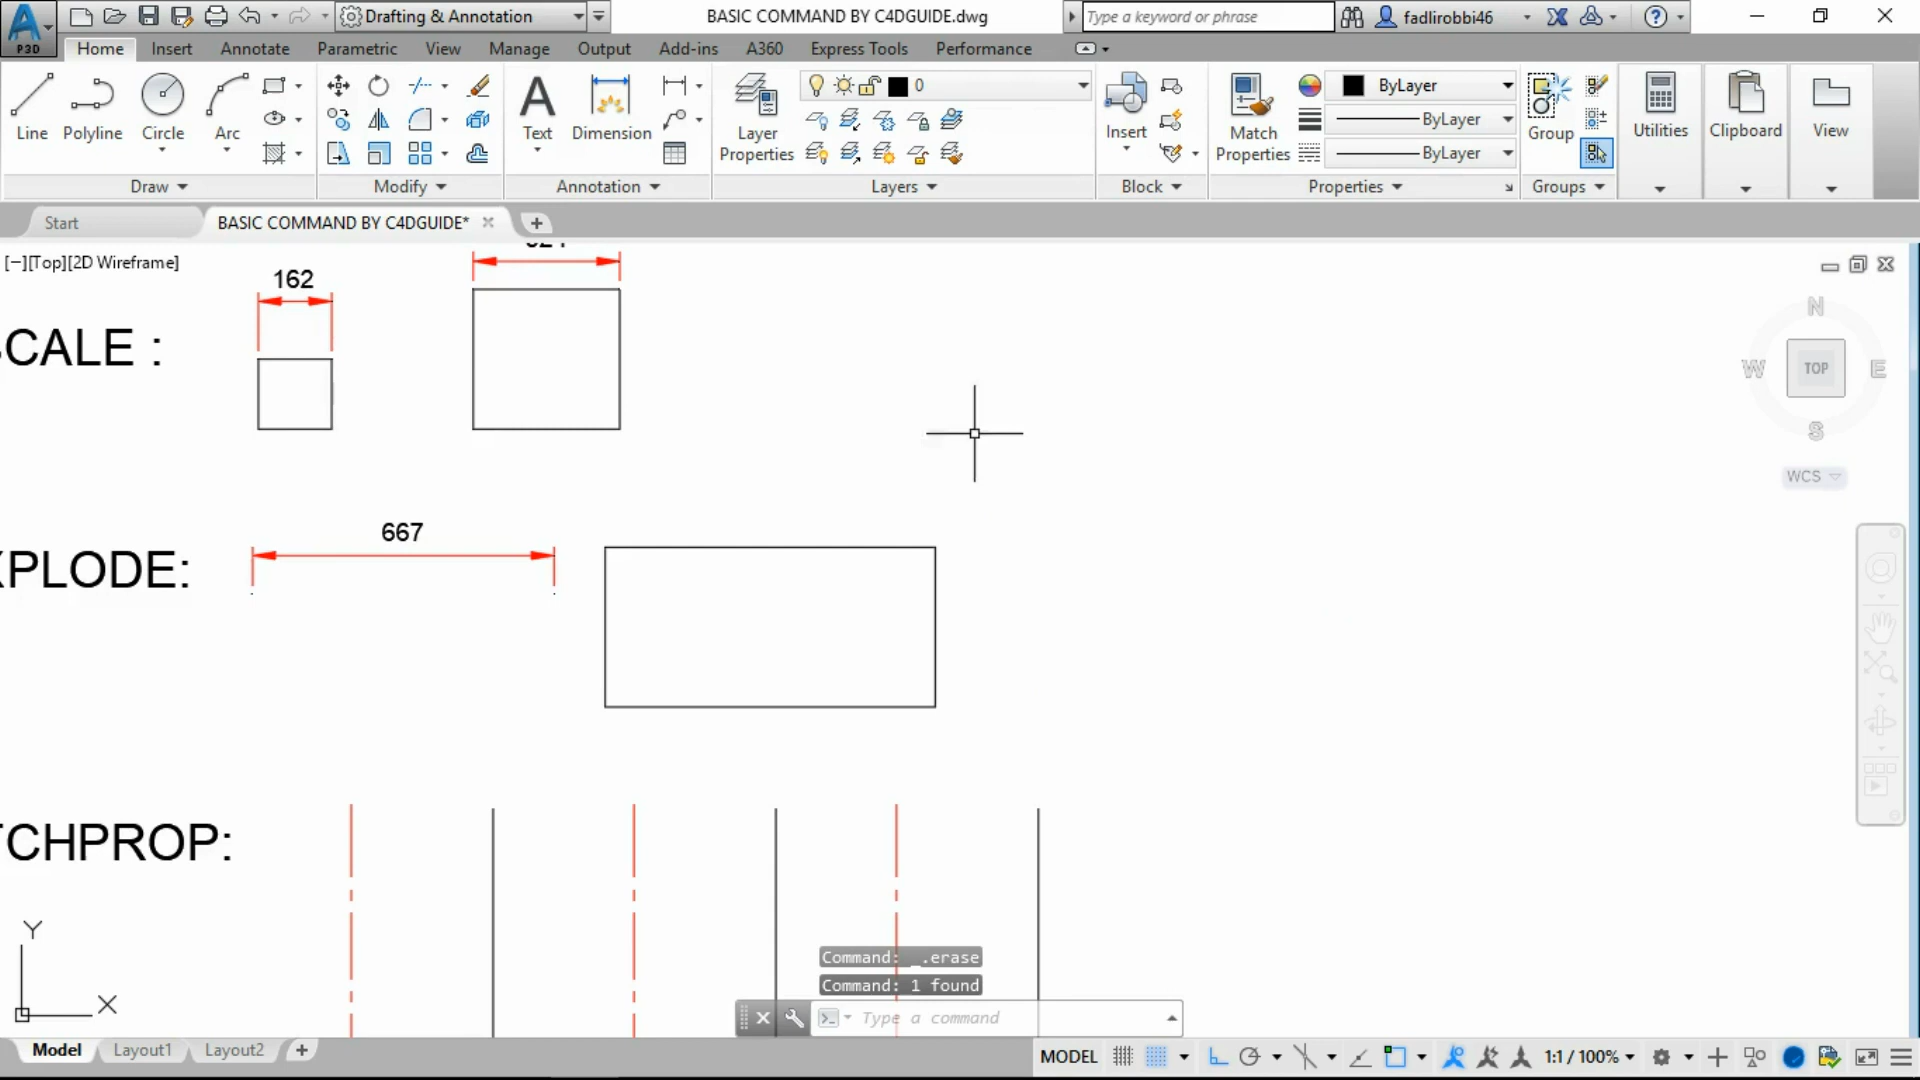 P3D
Drafting & Annotation
BASIC COMMAND BY C4DGUIDE.dwg
Type a keyword or phrase
fadlirobbi46
Home
Insert
Annotate
Parametric
View
Manage
Output
Add-ins
A360
Express Tools
Performance
Line
Polyline
Circle
Arc
Text
Dimension
Layer
Properties
0
Insert
Match
Properties
ByLayer
ByLayer
ByLayer
Group
Utilities
Clipboard
View
Draw
Modify
Annotation
Layers
Block
Properties
Groups
Start
BASIC COMMAND BY C4DGUIDE*
[−][Top][2D Wireframe]
162
CALE :
667
XPLODE:
TCHPROP:
N
W
TOP
E
S
WCS
Y
X
Command: _.erase
Command: 1 found
Type a command
Model
Layout1
Layout2
MODEL
1:1 / 100%